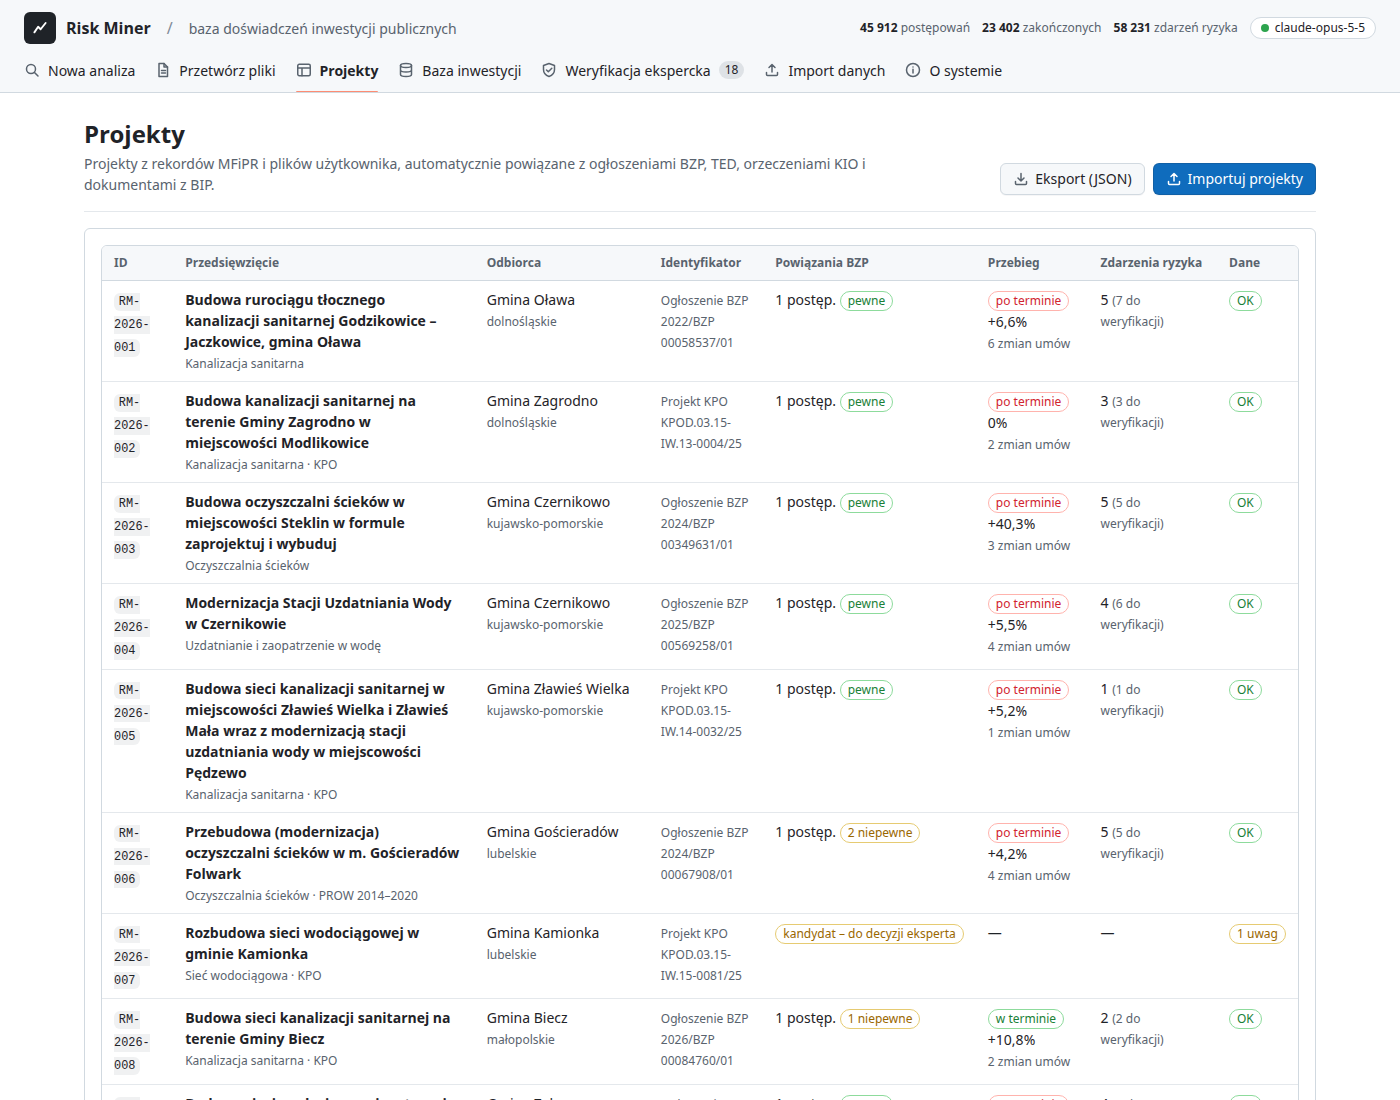 Risk Miner / baza doświadczeń inwestycji publicznych
45 912 postępowań 23 402 zakończonych 58 231 zdarzeń ryzyka claude-opus-5-5
Nowa analiza Przetwórz pliki Projekty Baza inwestycji Weryfikacja ekspercka 18 Import danych O systemie
Projekty
Projekty z rekordów MFiPR i plików użytkownika, automatycznie powiązane z ogłoszeniami BZP, TED, orzeczeniami KIO i
dokumentami z BIP.
Eksport (JSON) Importuj projekty
ID Przedsięwzięcie Odbiorca Identyfikator Powiązania BZP Przebieg Zdarzenia ryzyka Dane
RM- Budowa rurociągu tłocznego Gmina Oława Ogłoszenie BZP 1 postęp. pewne po terminie 5 (7 do OK
2026- kanalizacji sanitarnej Godzikowice – dolnośląskie 2022/BZP +6,6% weryfikacji)
001 Jaczkowice, gmina Oława 00058537/01 6 zmian umów
Kanalizacja sanitarna
RM- Budowa kanalizacji sanitarnej na Gmina Zagrodno Projekt KPO 1 postęp. pewne po terminie 3 (3 do OK
2026- terenie Gminy Zagrodno w dolnośląskie KPOD.03.15- 0% weryfikacji)
002 miejscowości Modlikowice IW.13-0004/25 2 zmian umów
Kanalizacja sanitarna · KPO
RM- Budowa oczyszczalni ścieków w Gmina Czernikowo Ogłoszenie BZP 1 postęp. pewne po terminie 5 (5 do OK
2026- miejscowości Steklin w formule kujawsko-pomorskie 2024/BZP +40,3% weryfikacji)
003 zaprojektuj i wybuduj 00349631/01 3 zmian umów
Oczyszczalnia ścieków
RM- Modernizacja Stacji Uzdatniania Wody Gmina Czernikowo Ogłoszenie BZP 1 postęp. pewne po terminie 4 (6 do OK
2026- w Czernikowie kujawsko-pomorskie 2025/BZP +5,5% weryfikacji)
004 Uzdatnianie i zaopatrzenie w wodę 00569258/01 4 zmian umów
RM- Budowa sieci kanalizacji sanitarnej w Gmina Zławieś Wielka Projekt KPO 1 postęp. pewne po terminie 1 (1 do OK
2026- miejscowości Zławieś Wielka i Zławieś kujawsko-pomorskie KPOD.03.15- +5,2% weryfikacji)
005 Mała wraz z modernizacją stacji IW.14-0032/25 1 zmian umów
uzdatniania wody w miejscowości
Pędzewo
Kanalizacja sanitarna · KPO
RM- Przebudowa (modernizacja) Gmina Gościeradów Ogłoszenie BZP 1 postęp. 2 niepewne po terminie 5 (5 do OK
2026- oczyszczalni ścieków w m. Gościeradów lubelskie 2024/BZP +4,2% weryfikacji)
006 Folwark 00067908/01 4 zmian umów
Oczyszczalnia ścieków · PROW 2014–2020
RM- Rozbudowa sieci wodociągowej w Gmina Kamionka Projekt KPO kandydat – do decyzji eksperta — — 1 uwag
2026- gminie Kamionka lubelskie KPOD.03.15-
007 Sieć wodociągowa · KPO IW.15-0081/25
RM- Budowa sieci kanalizacji sanitarnej na Gmina Biecz Ogłoszenie BZP 1 postęp. 1 niepewne w terminie 2 (2 do OK
2026- terenie Gminy Biecz małopolskie 2026/BZP +10,8% weryfikacji)
008 Kanalizacja sanitarna · KPO 00084760/01 2 zmian umów